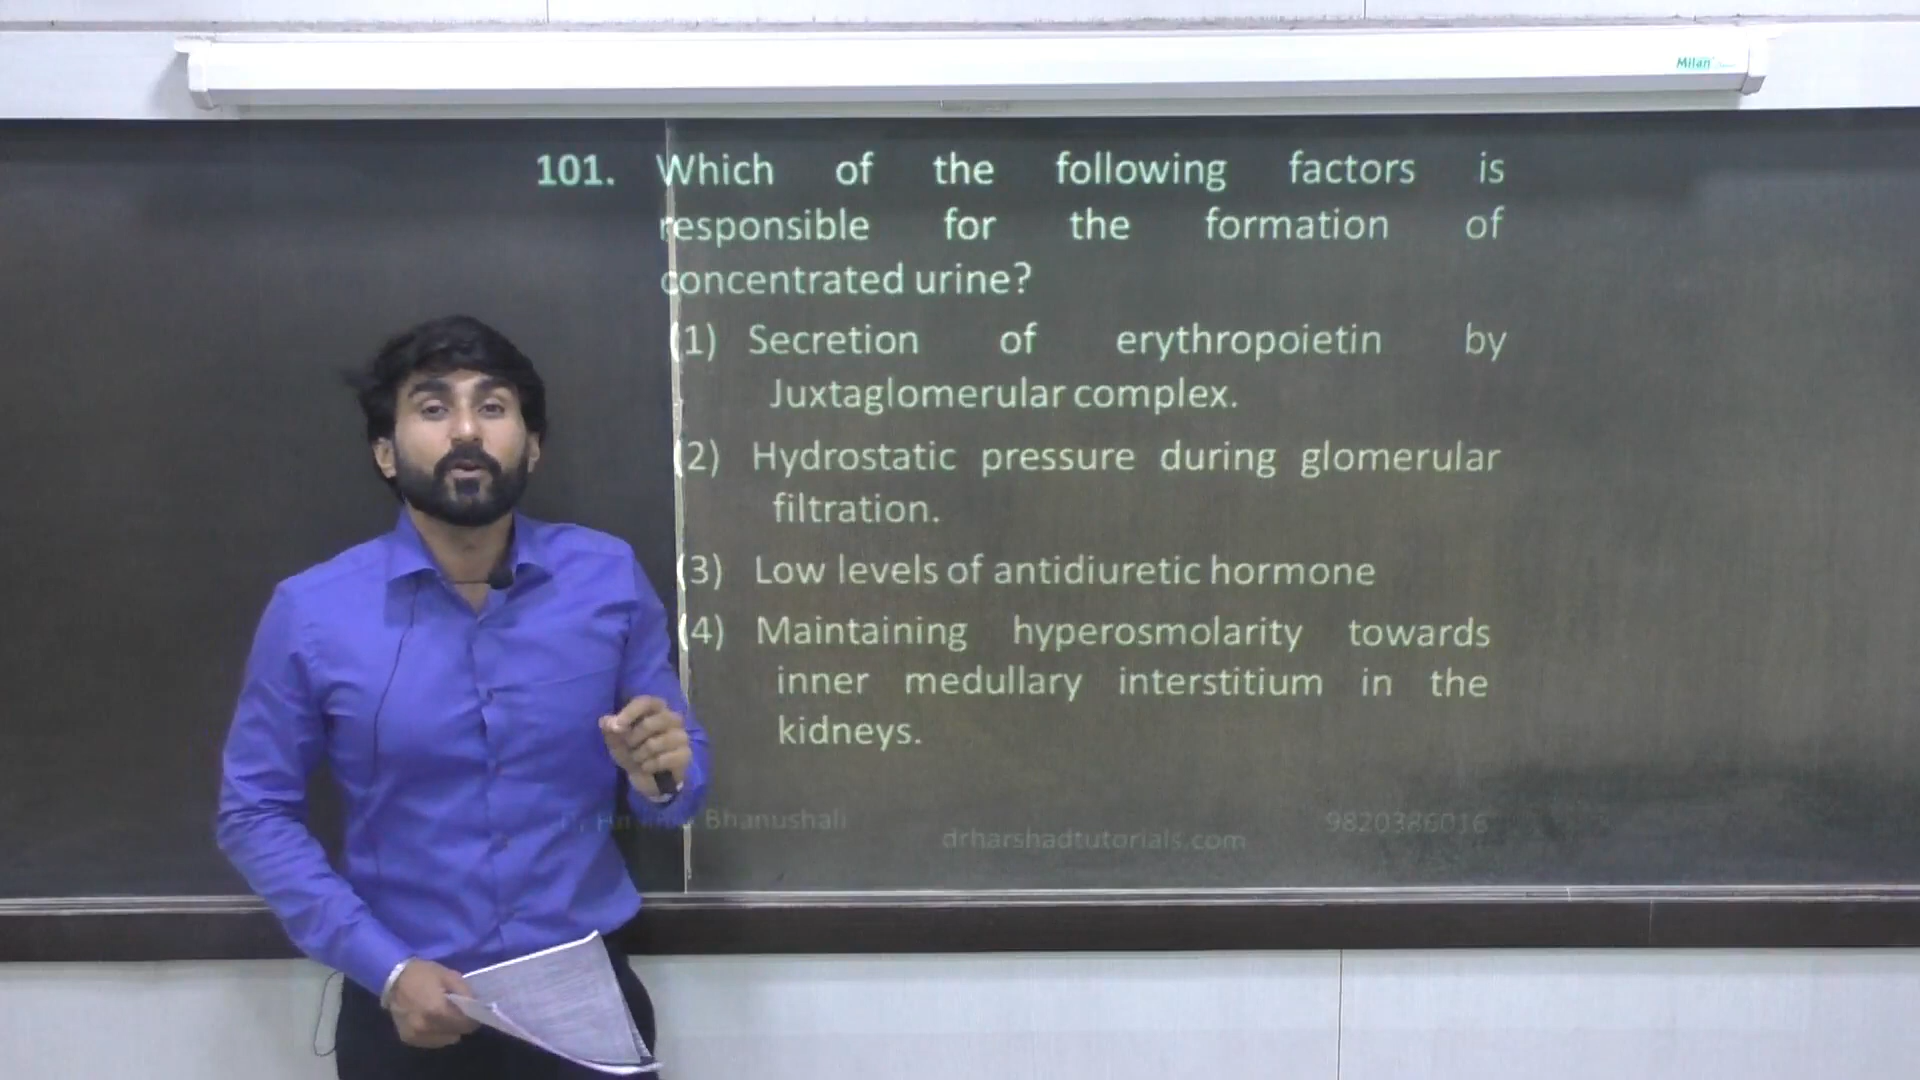 Milan
101. Which of the following factors is
responsible for the formation of
concentrated urine?
(1) Secretion of erythropoietin by
Juxtaglomerular complex.
(2) Hydrostatic pressure during glomerular
filtration.
(3) Low levels of antidiuretic hormone
(4) Maintaining hyperosmolarity towards
inner medullary interstitium in the
kidneys.
Bhanushali
drharshadtutorials.com
9820386016